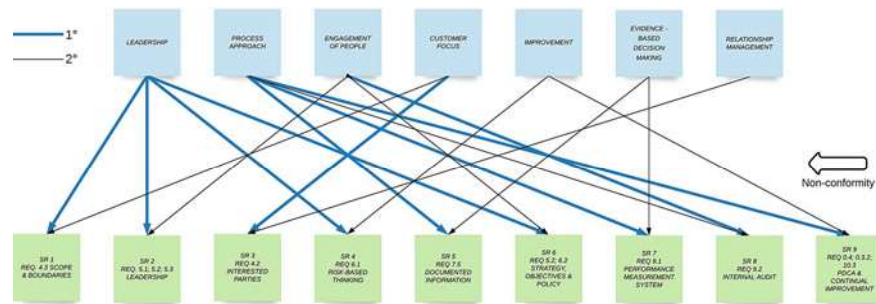 1°
2°
LEADERSHIP
PROCESS
APPROACH
ENGAGEMENT
OF PEOPLE
CUSTOMER
FOCUS
IMPROVEMENT
EVIDENCE -
BASED
DECISION
MAKING
RELATIONSHIP
MANAGEMENT
Non-conformity
SR 1
REQ. 4.3 SCOPE
& BOUNDARIES
SR 2
REQ. 5.1; 5.2; 5.3
LEADERSHIP
SR 3
REQ 4.2
INTERESTED
PARTIES
SR 4
REQ 6.1
RISK-BASED
THINKING
SR 5
REQ 7.5
DOCUMENTED
INFORMATION
SR 6
REQ 5.2; 6.2
STRATEGY,
OBJECTIVES &
POLICY
SR 7
REQ 9.1
PERFORMANCE
MEASUREMENT
SYSTEM
SR 8
REQ 9.2
INTERNAL AUDIT
SR 9
REQ 0.4; 0.3.2;
10.3
PDCA &
CONTINUAL
IMPROVEMENT